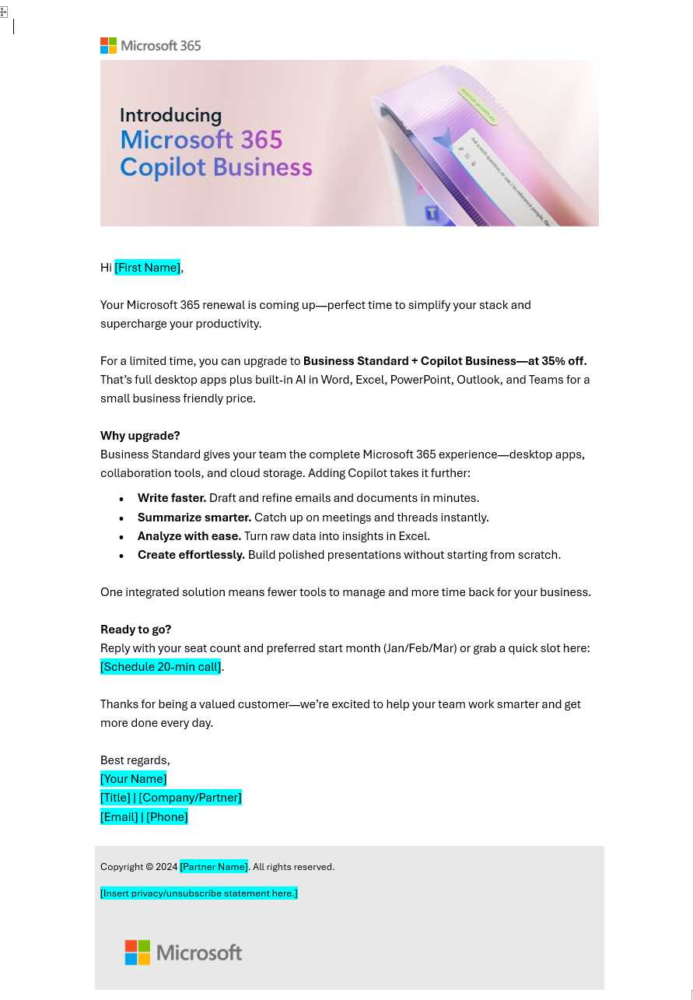 Microsoft 365
Introducing
Microsoft 365
Copilot Business
Ask a work question, or use / to reference people, file
T
Hi [First Name],
Your Microsoft 365 renewal is coming up—perfect time to simplify your stack and
supercharge your productivity.
For a limited time, you can upgrade to Business Standard + Copilot Business—at 35% off.
That’s full desktop apps plus built-in AI in Word, Excel, PowerPoint, Outlook, and Teams for a
small business friendly price.
Why upgrade?
Business Standard gives your team the complete Microsoft 365 experience—desktop apps,
collaboration tools, and cloud storage. Adding Copilot takes it further:
• Write faster. Draft and refine emails and documents in minutes.
• Summarize smarter. Catch up on meetings and threads instantly.
• Analyze with ease. Turn raw data into insights in Excel.
• Create effortlessly. Build polished presentations without starting from scratch.
One integrated solution means fewer tools to manage and more time back for your business.
Ready to go?
Reply with your seat count and preferred start month (Jan/Feb/Mar) or grab a quick slot here:
[Schedule 20-min call].
Thanks for being a valued customer—we’re excited to help your team work smarter and get
more done every day.
Best regards,
[Your Name]
[Title] | [Company/Partner]
[Email] | [Phone]
Copyright © 2024 [Partner Name]. All rights reserved.
[Insert privacy/unsubscribe statement here.]
Microsoft